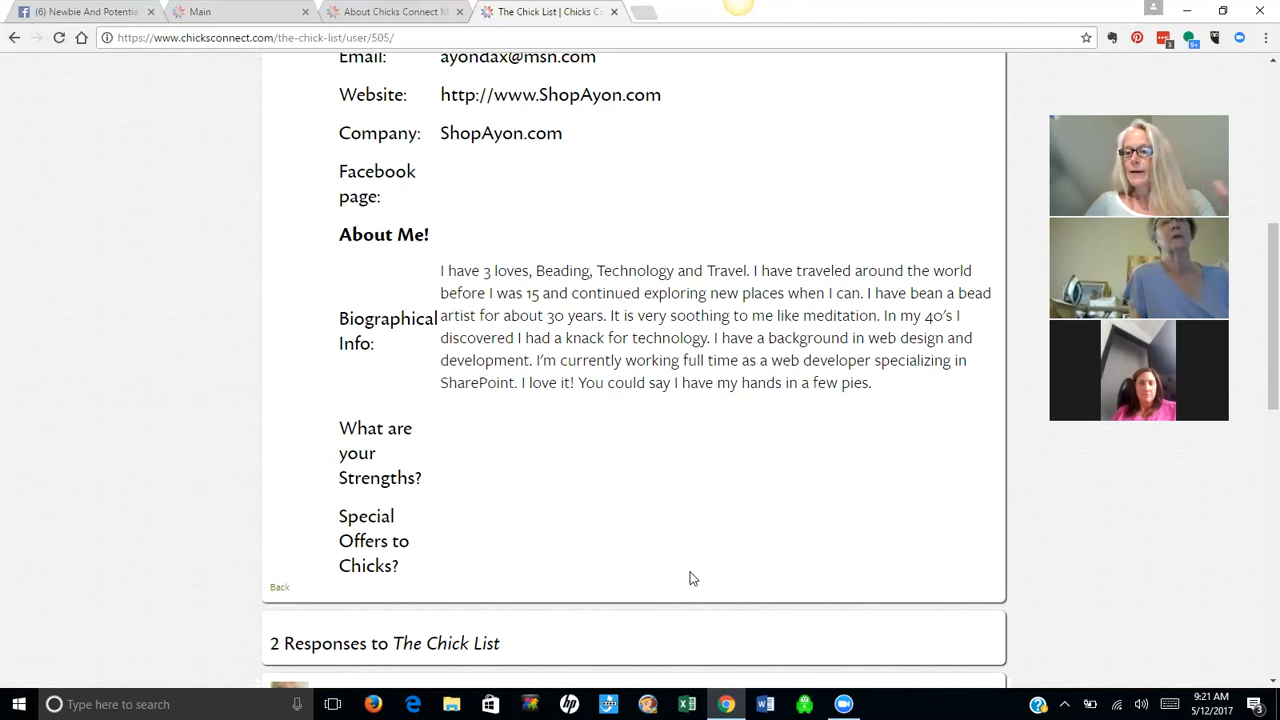 (6) Newbie And Potentia
Main
About Chicks Connect M
The Chick List | Chicks Co
https://www.chicksconnect.com/the-chick-list/user/505/
Email: ayondax@msn.com
Website: http://www.ShopAyon.com
Company: ShopAyon.com
Facebook
page:
About Me!
I have 3 loves, Beading, Technology and Travel. I have traveled around the world
before I was 15 and continued exploring new places when I can. I have bean a bead
Biographical artist for about 30 years. It is very soothing to me like meditation. In my 40's I
Info: discovered I had a knack for technology. I have a background in web design and
development. I'm currently working full time as a web developer specializing in
SharePoint. I love it! You could say I have my hands in a few pies.
What are
your
Strengths?
Special
Offers to
Chicks?
Back
2 Responses to The Chick List
Type here to search
9:21 AM
5/12/2017